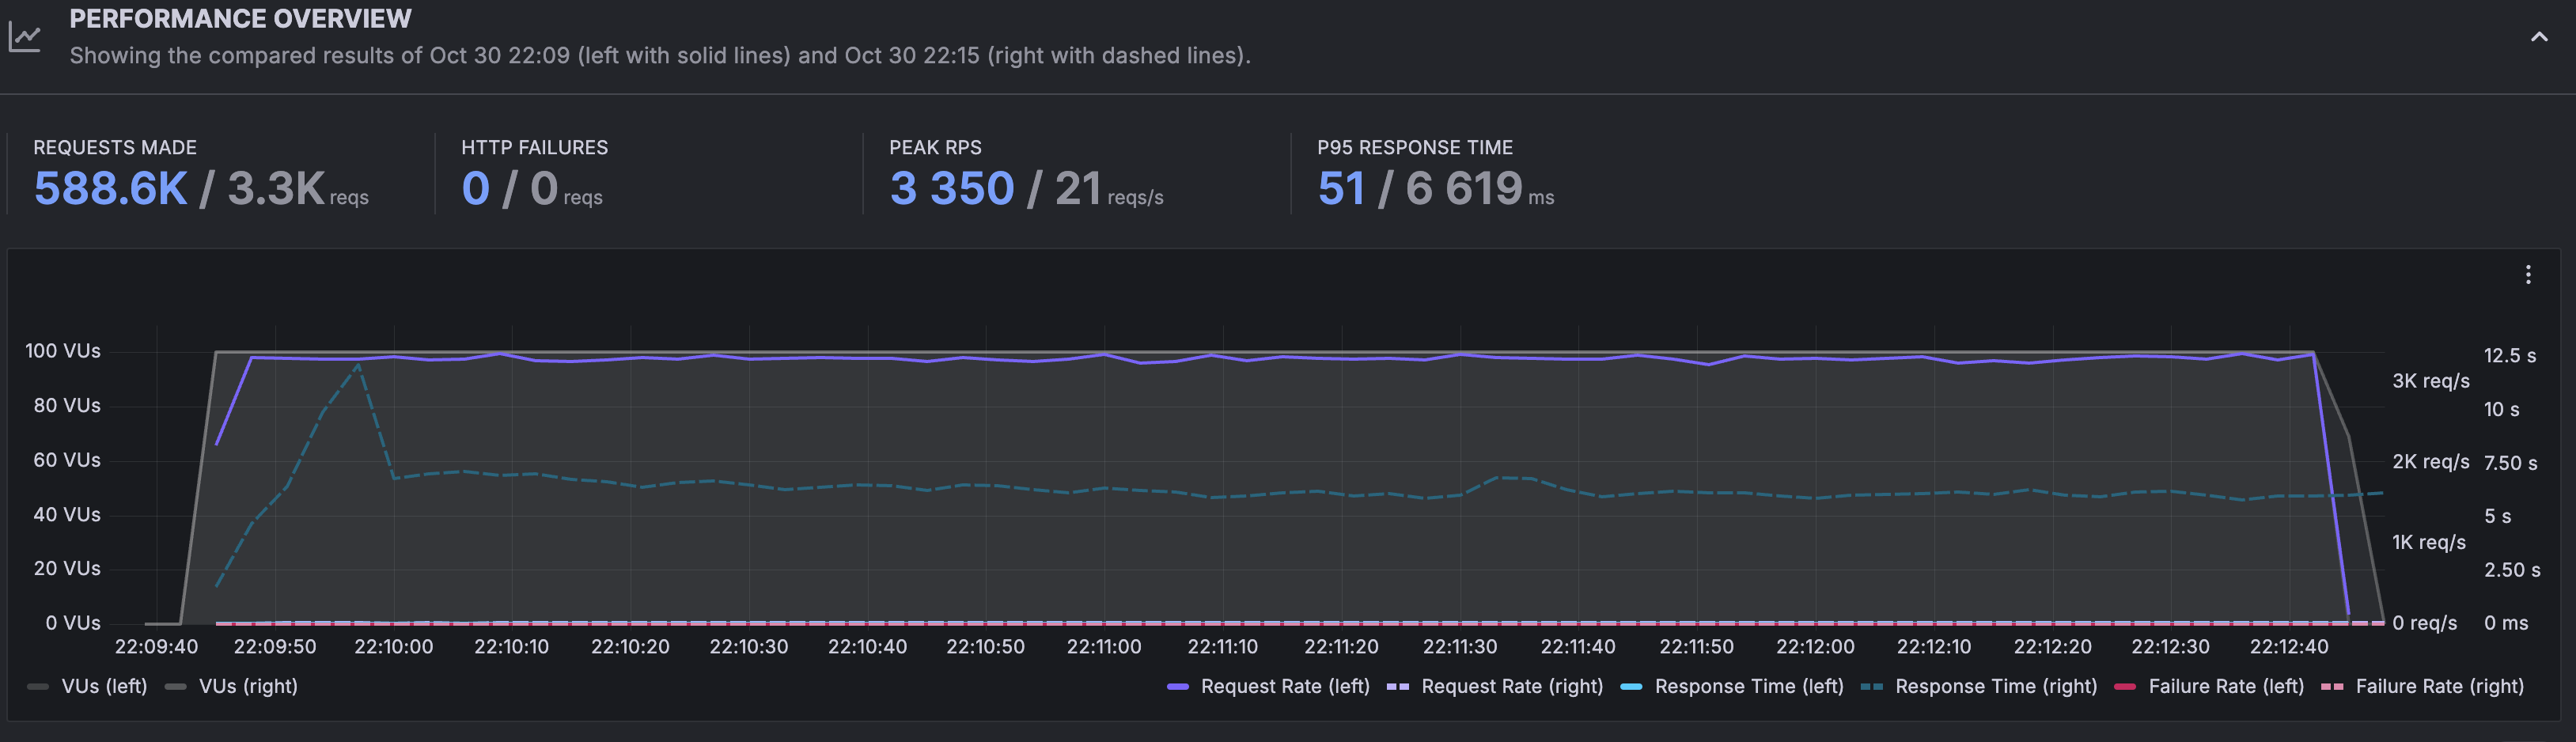 PERFORMANCE OVERVIEW
Showing the compared results of Oct 30 22:09 (left with solid lines) and Oct 30 22:15 (right with dashed lines).
REQUESTS MADE
588.6K / 3.3K reqs
HTTP FAILURES
0 / 0 reqs
PEAK RPS
3 350 / 21 reqs/s
P95 RESPONSE TIME
51 / 6 619 ms
100 VUs
80 VUs
60 VUs
40 VUs
20 VUs
0 VUs
3K req/s
2K req/s
1K req/s
0 req/s
12.5 s
10 s
7.50 s
5 s
2.50 s
0 ms
22:09:40 22:09:50 22:10:00 22:10:10 22:10:20 22:10:30 22:10:40 22:10:50 22:11:00 22:11:10 22:11:20 22:11:30 22:11:40 22:11:50 22:12:00 22:12:10 22:12:20 22:12:30 22:12:40
VUs (left) VUs (right) Request Rate (left) Request Rate (right) Response Time (left) Response Time (right) Failure Rate (left) Failure Rate (right)